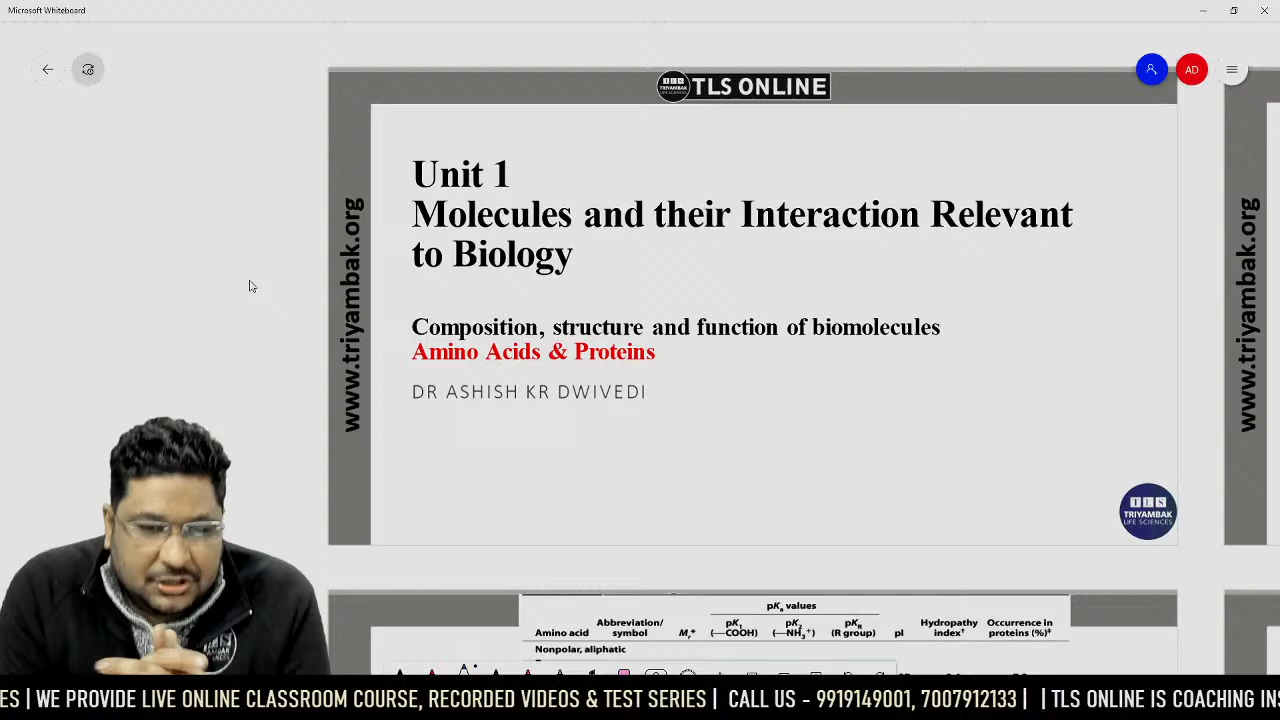 Microsoft Whiteboard
TLS ONLINE
AD
Unit 1
Molecules and their Interaction Relevant
to Biology
Composition, structure and function of biomolecules
Amino Acids & Proteins
DR ASHISH KR DWIVEDI
www.triyambak.org
www.triyambak.org
TLS
TRIYAMBAK
LIFE SCIENCES
pKa values
Abbreviation/ pK1 pK2 pKR Hydropathy Occurrence in
Amino acid symbol Mr* (—COOH) (—NH3+) (R group) pI index† proteins (%)‡
Nonpolar, aliphatic
ES | WE PROVIDE LIVE ONLINE CLASSROOM COURSE, RECORDED VIDEOS & TEST SERIES | CALL US - 9919149001, 7007912133 | | TLS ONLINE IS COACHING INS